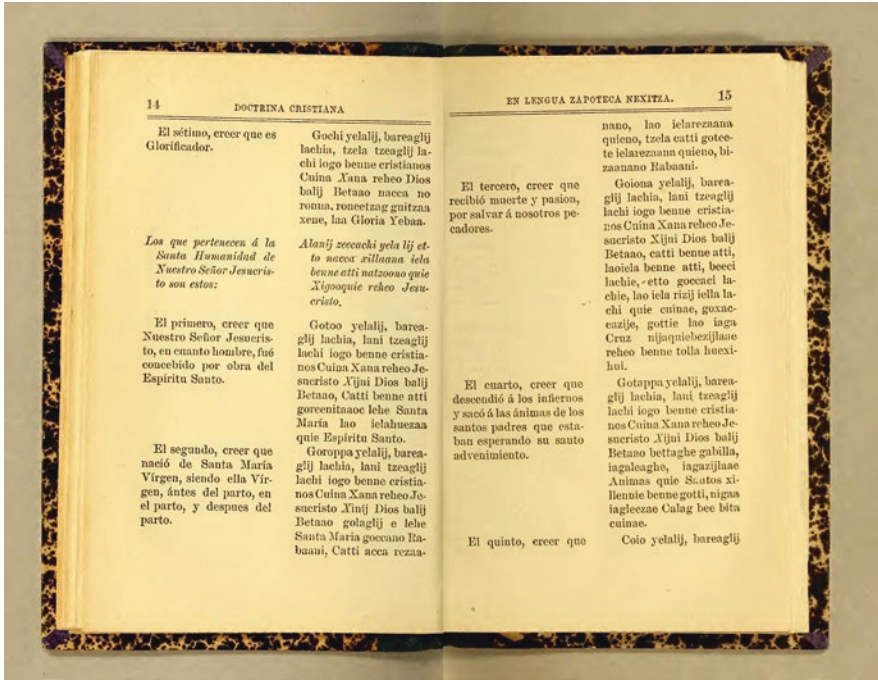 14 DOCTRINA CRISTIANA
El sétimo, creer que es
Glorificador.
Gochi yelalij, bareaglij
lachia, tzela tzeaglij la-
chi iogo benne cristianos
Cuina Xana reheo Dios
balij Betaao nacca no
ronna, roncetzag guitzaa
xene, laa Gloria Yebaa.
Los que pertenecen á la
Santa Humanidad de
Nuestro Señor Jesucris-
to son estos:
Alanij zeecachi yela lij et-
to nacca xillaana iela
benne atti natzoono quie
Xigooquie reheo Jesu-
cristo.
El primero, creer que
Nuestro Señor Jesucris-
to, en cuanto hombre, fué
concebido por obra del
Espíritu Santo.
Gotoo yelalij, barea-
glij lachia, lani tzeaglij
lachi iogo benne cristia-
nos Cuina Xana reheo Je-
sucristo Xijni Dios balij
Betaao, Catti benne atti
goreenitaaoc lehe Santa
María lao ielahuezaa
quie Espíritu Santo.
El segundo, creer que
nació de Santa María
Vírgen, siendo ella Vír-
gen, ántes del parto, en
el parto, y despues del
parto.
Goroppa yelalij, barea-
glij lachia, lani tzeaglij
lachi iogo benne cristia-
nos Cuina Xana reheo Je-
sucristo Xinij Dios balij
Betaao golaglij e lehe
Santa Maria goccano Ra-
baani, Catti acca rezaa-
EN LENGUA ZAPOTECA NEXITZA. 15
nano, lao ielarezaana
quieno, tzela catti gotee-
te ielarezaana quieno, bi-
zaanano Rabaani.
El tercero, creer que
recibió muerte y pasion,
por salvar á nosotros pe-
cadores.
Goiona yelalij, barea-
glij lachia, lani tzeaglij
lachi iogo benne cristia-
nos Cuina Xana reheo Je-
sucristo Xijni Dios balij
Betaao, catti benne atti,
laoiela benne atti, beeci
lachie, etto goccaci la-
chie, lao iela rizij iella la-
chi quie cuinae, goxac-
cazije, gottie lao iaga
Cruz nijaquiebezijlaae
reheo benne tolla huexi-
hui.
El cuarto, creer que
descendió á los infiernos
y sacó á las ánimas de los
santos padres que esta-
ban esperando su santo
advenimiento.
Gotappa yelalij, barea-
glij lachia, lani tzeaglij
lachi iogo benne cristia-
nos Cuina Xana reheo Je-
sucristo Xijni Dios balij
Betaao bettaghe gabilla,
iagaleaghe, iagazijlaae
Animas quie Santos xi-
llennie benne gotti, nigaa
iagleezae Calag bee bita
cuinae.
El quinto, creer que
Coio yelalij, bareaglij